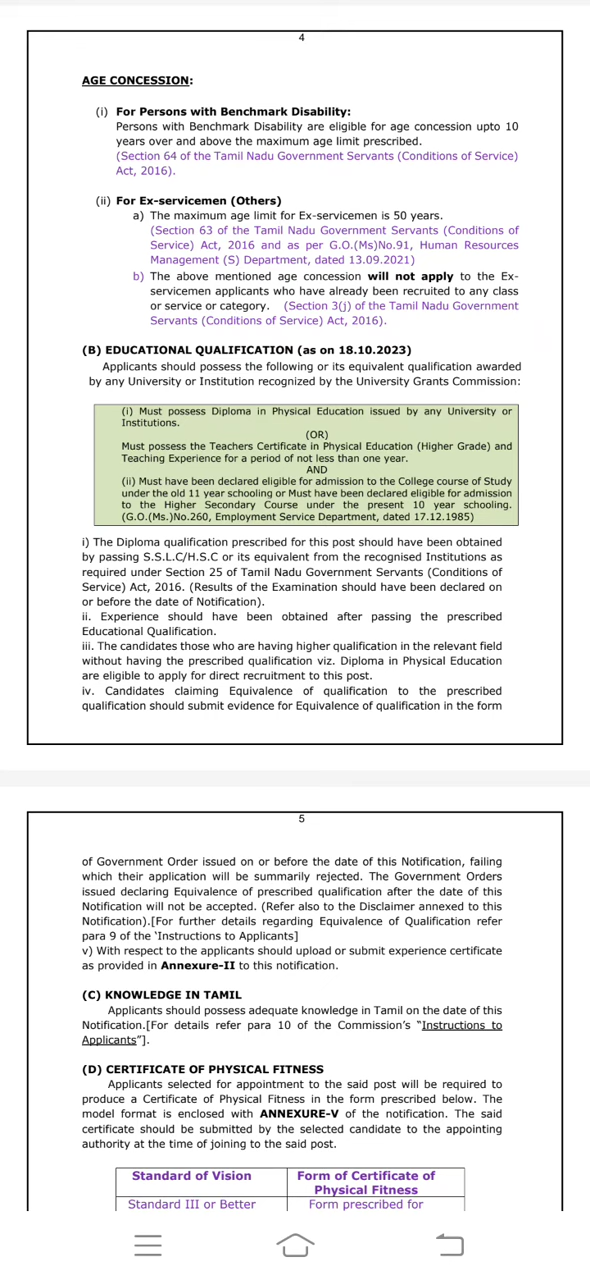 4
AGE CONCESSION:
(i) For Persons with Benchmark Disability:
Persons with Benchmark Disability are eligible for age concession upto 10
years over and above the maximum age limit prescribed.
(Section 64 of the Tamil Nadu Government Servants (Conditions of Service)
Act, 2016).
(ii) For Ex-servicemen (Others)
a) The maximum age limit for Ex-servicemen is 50 years.
(Section 63 of the Tamil Nadu Government Servants (Conditions of
Service) Act, 2016 and as per G.O.(Ms)No.91, Human Resources
Management (S) Department, dated 13.09.2021)
b) The above mentioned age concession will not apply to the Ex-
servicemen applicants who have already been recruited to any class
or service or category. (Section 3(j) of the Tamil Nadu Government
Servants (Conditions of Service) Act, 2016).
(B) EDUCATIONAL QUALIFICATION (as on 18.10.2023)
Applicants should possess the following or its equivalent qualification awarded
by any University or Institution recognized by the University Grants Commission:
(i) Must possess Diploma in Physical Education issued by any University or
Institutions.
(OR)
Must possess the Teachers Certificate in Physical Education (Higher Grade) and
Teaching Experience for a period of not less than one year.
AND
(ii) Must have been declared eligible for admission to the College course of Study
under the old 11 year schooling or Must have been declared eligible for admission
to the Higher Secondary Course under the present 10 year schooling.
(G.O.(Ms.)No.260, Employment Service Department, dated 17.12.1985)
i) The Diploma qualification prescribed for this post should have been obtained
by passing S.S.L.C/H.S.C or its equivalent from the recognised Institutions as
required under Section 25 of Tamil Nadu Government Servants (Conditions of
Service) Act, 2016. (Results of the Examination should have been declared on
or before the date of Notification).
ii. Experience should have been obtained after passing the prescribed
Educational Qualification.
iii. The candidates those who are having higher qualification in the relevant field
without having the prescribed qualification viz. Diploma in Physical Education
are eligible to apply for direct recruitment to this post.
iv. Candidates claiming Equivalence of qualification to the prescribed
qualification should submit evidence for Equivalence of qualification in the form
5
of Government Order issued on or before the date of this Notification, failing
which their application will be summarily rejected. The Government Orders
issued declaring Equivalence of prescribed qualification after the date of this
Notification will not be accepted. (Refer also to the Disclaimer annexed to this
Notification).[For further details regarding Equivalence of Qualification refer
para 9 of the 'Instructions to Applicants]
v) With respect to the applicants should upload or submit experience certificate
as provided in Annexure-II to this notification.
(C) KNOWLEDGE IN TAMIL
Applicants should possess adequate knowledge in Tamil on the date of this
Notification.[For details refer para 10 of the Commission's "Instructions to
Applicants"].
(D) CERTIFICATE OF PHYSICAL FITNESS
Applicants selected for appointment to the said post will be required to
produce a Certificate of Physical Fitness in the form prescribed below. The
model format is enclosed with ANNEXURE-V of the notification. The said
certificate should be submitted by the selected candidate to the appointing
authority at the time of joining to the said post.
Standard of Vision
Form of Certificate of
Physical Fitness
Standard III or Better
Form prescribed for